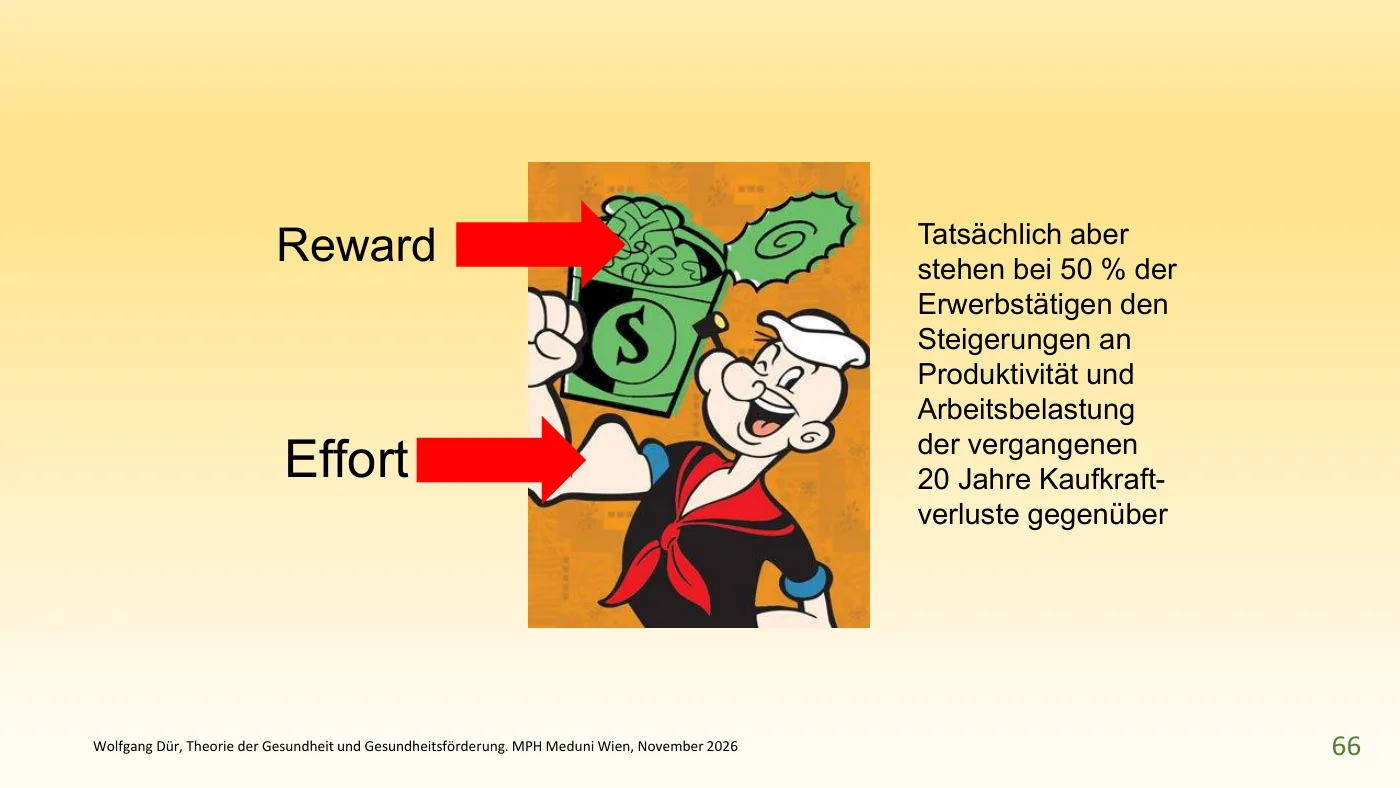 Reward
Effort
$
Tatsächlich aber
stehen bei 50 % der
Erwerbstätigen den
Steigerungen an
Produktivität und
Arbeitsbelastung
der vergangenen
20 Jahre Kaufkraft-
verluste gegenüber
Wolfgang Dür, Theorie der Gesundheit und Gesundheitsförderung. MPH Meduni Wien, November 2026
66